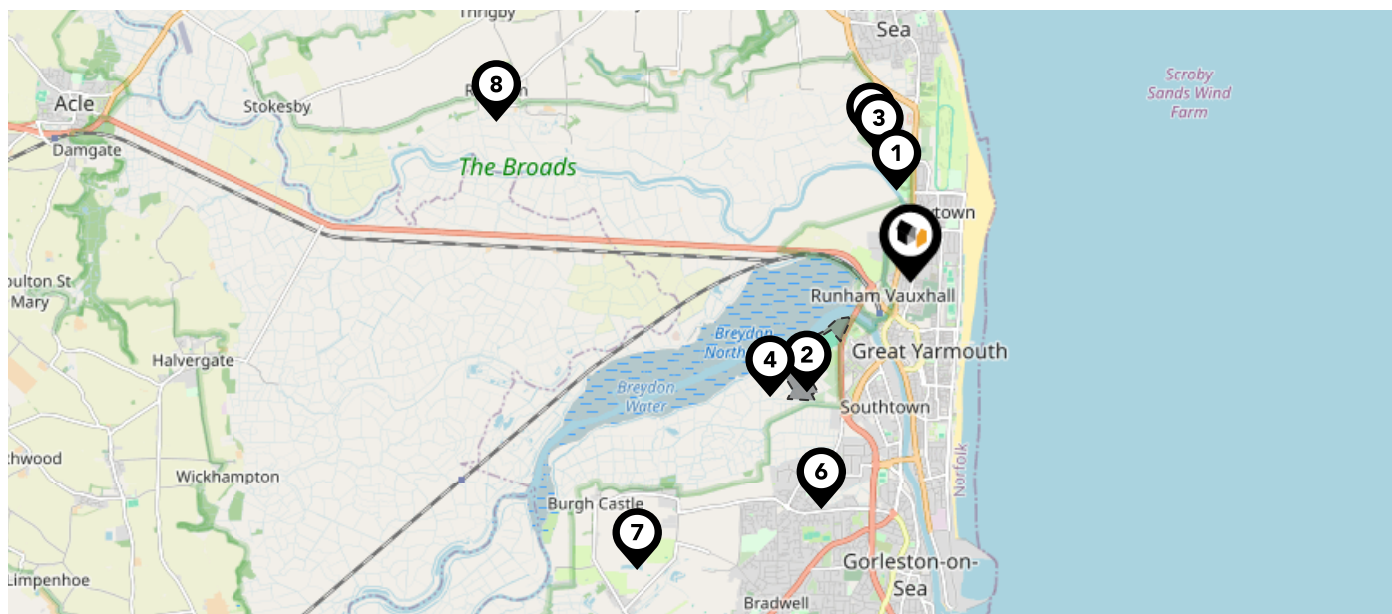 Sea
Scroby
Sands Wind
Farm
8
Acle
Stokesby
3
1
Damgate
The Broads
Mary
Runham Vauxhall
Breydon
Great Yarmouth
4
2
Halvergate
Breydon
Water
Southtown
Norfolk
Wickhampton
6
Burgh Castle
7
Gorleston-on-
Sea
Limpenhoe
Bradwell